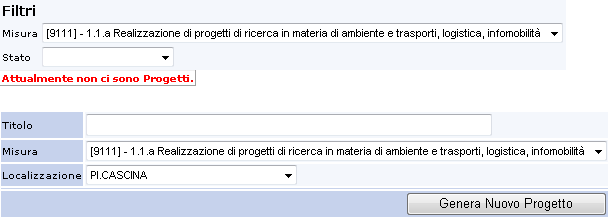 Filtri
Misura [9111] - 1.1.a Realizzazione di progetti di ricerca in materia di ambiente e trasporti, logistica, infomobilità
Stato
Attualmente non ci sono Progetti.
Titolo
Misura [9111] - 1.1.a Realizzazione di progetti di ricerca in materia di ambiente e trasporti, logistica, infomobilità
Localizzazione PI.CASCINA
Genera Nuovo Progetto